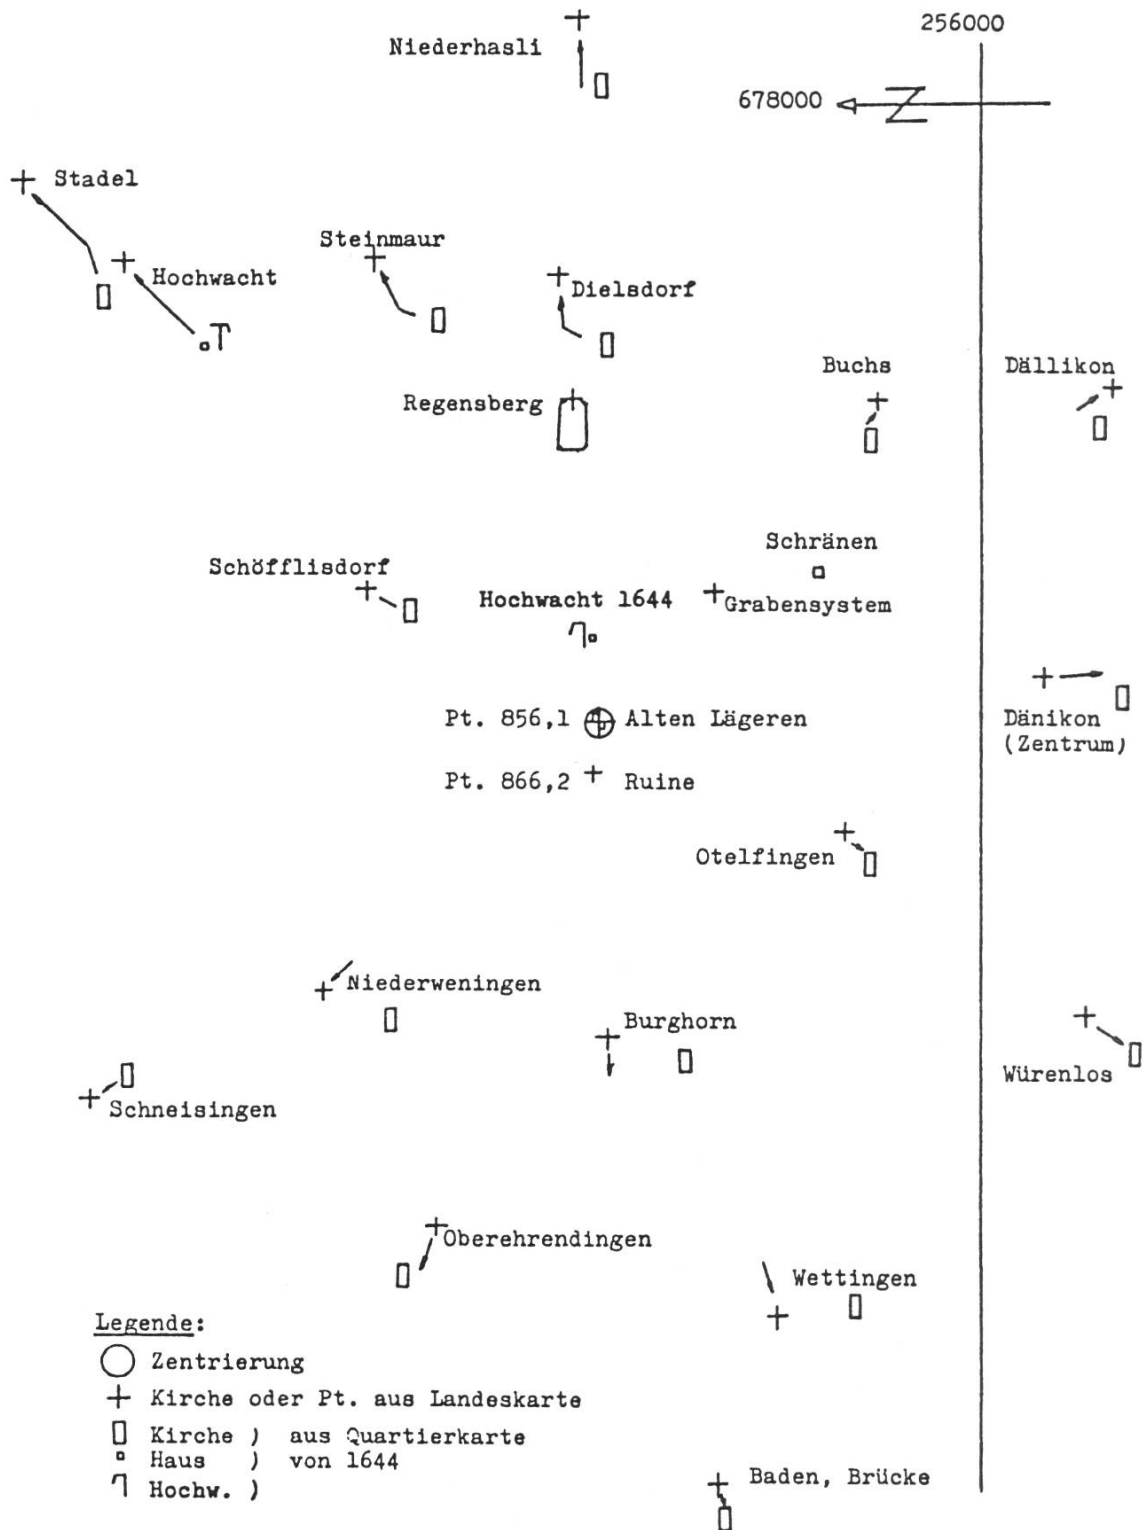 256000
Niederhasli
678000
Stadel
Steinmaur
Hochwacht
Dielsdorf
Buchs
Dällikon
Regensberg
Schränen
Schöfflisdorf
Hochwacht 1644
Grabensystem
Pt. 856,1 Alten Lägeren
Dänikon
(Zentrum)
Pt. 866,2 Ruine
Otelfingen
Niederweningen
Burghorn
Würenlos
Schneisingen
Oberehrendingen
Wettingen
Legende:
Zentrierung
Kirche oder Pt. aus Landeskarte
Kirche ) aus Quartierkarte
Haus ) von 1644
Hochw. )
Baden, Brücke